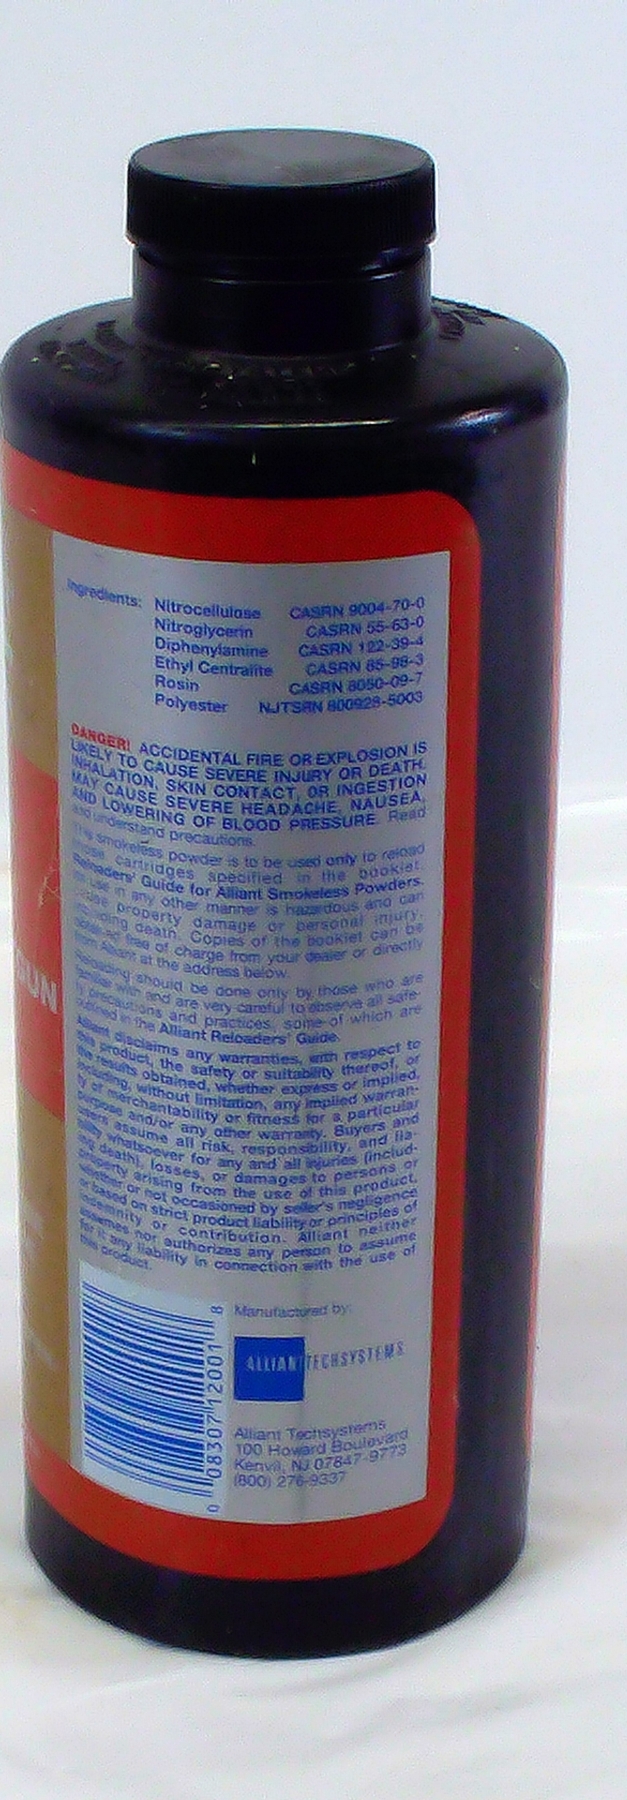 Ingredients: Nitrocellulose CASRN 9004-70-0
Nitroglycerin CASRN 55-63-0
Diphenylamine CASRN 122-39-4
Ethyl Centralite CASRN 85-98-3
Rosin CASRN 8050-09-7
Polyester NJTSRN 800928-5003
DANGER! ACCIDENTAL FIRE OR EXPLOSION IS
LIKELY TO CAUSE SEVERE INJURY OR DEATH.
INHALATION, SKIN CONTACT, OR INGESTION
MAY CAUSE SEVERE HEADACHE, NAUSEA,
AND LOWERING OF BLOOD PRESSURE. Read
and understand precautions.
This smokeless powder is to be used only to reload
those cartridges specified in the booklet
Reloaders' Guide for Alliant Smokeless Powders.
Its use in any other manner is hazardous and can
cause property damage or personal injury,
including death. Copies of the booklet can be
obtained free of charge from your dealer or directly
from Alliant at the address below.
Reloading should be done only by those who are
familiar with and are very careful to observe all safe-
ty precautions and practices, some of which are
outlined in the Alliant Reloaders' Guide.
Alliant disclaims any warranties, with respect to
this product, the safety or suitability thereof, or
the results obtained, whether express or implied,
including, without limitation, any implied warran-
ty of merchantability or fitness for a particular
purpose and/or any other warranty. Buyers and
users assume all risk, responsibility, and lia-
bility whatsoever for any and all injuries (includ-
ing death), losses, or damages to persons or
property arising from the use of this product,
whether or not occasioned by seller's negligence
or based on strict product liability or principles of
indemnity or contribution. Alliant neither
assumes nor authorizes any person to assume
for it any liability in connection with the use of
this product.
GUN
0 08307 12001 8
Manufactured by:
ALLIANT TECHSYSTEMS
Alliant Techsystems
100 Howard Boulevard
Kenvil, NJ 07847-9773
(800) 276-9337